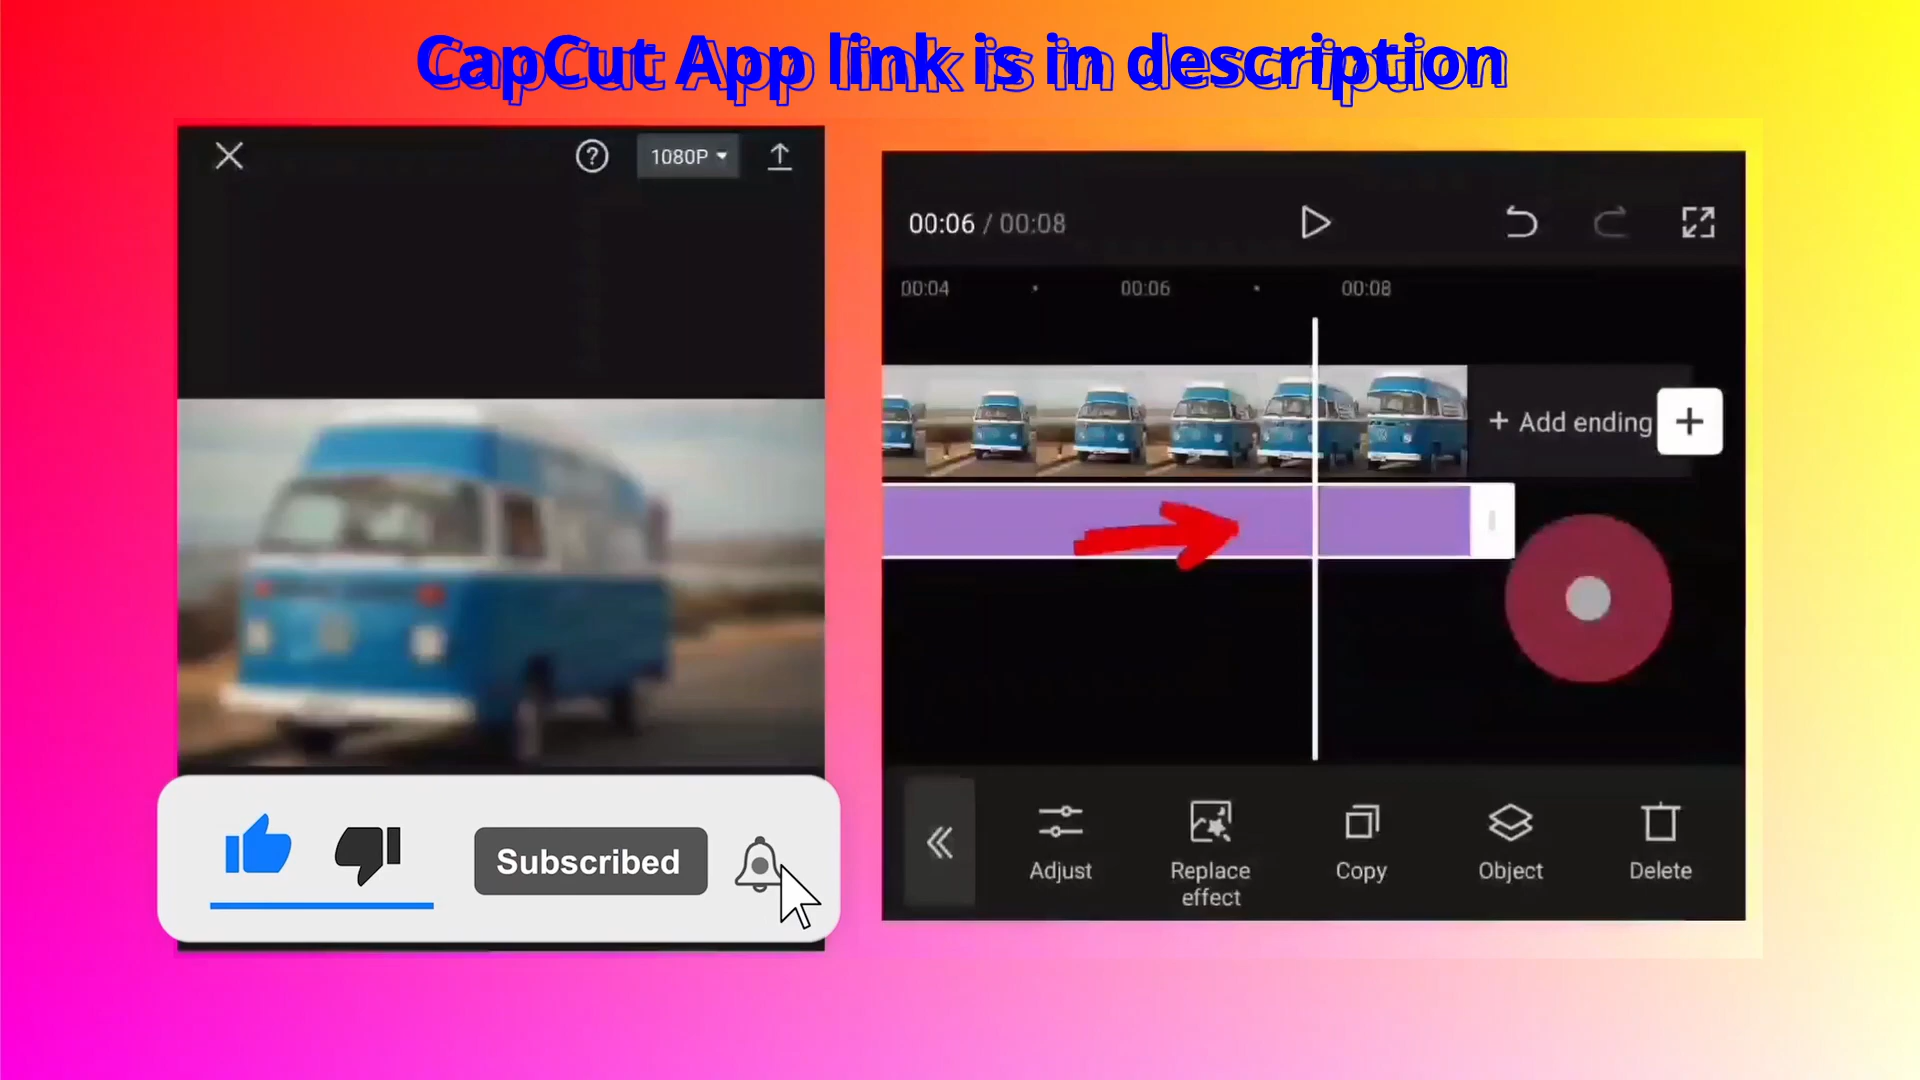 CapCut App link is in description
1080P
00:06 / 00:08
00:04
00:06
00:08
+ Add ending
Subscribed
Adjust
Replace
effect
Copy
Object
Delete